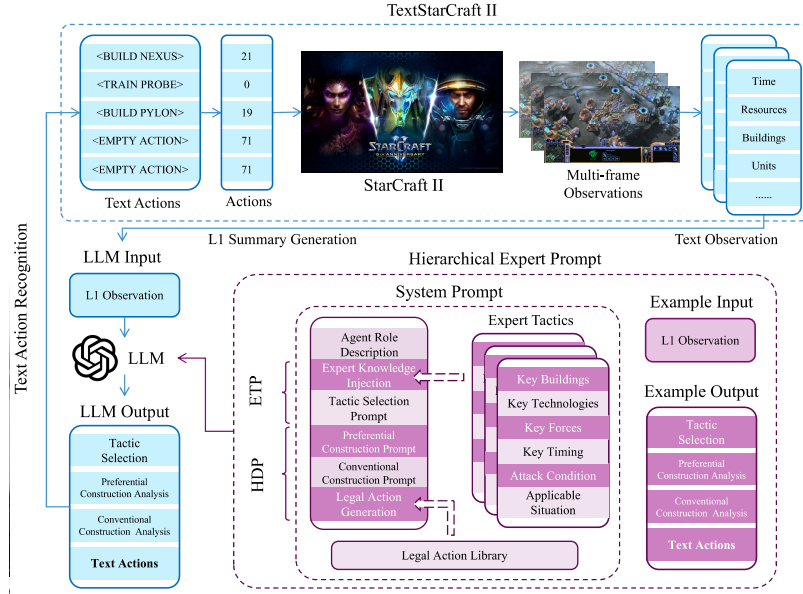 TextStarCraft II
<BUILD NEXUS>
<TRAIN PROBE>
<BUILD PYLON>
<EMPTY ACTION>
<EMPTY ACTION>
Text Actions
21
0
19
71
71
Actions
STARCRAFT
II
StarCraft II
Multi-frame
Observations
Time
Resources
Buildings
Units
......
L1 Summary Generation
Text Observation
Text Action Recognition
LLM Input
L1 Observation
LLM
LLM Output
Tactic
Selection
Preferential
Construction Analysis
Conventional
Construction Analysis
Text Actions
Hierarchical Expert Prompt
System Prompt
ETP
HDP
Agent Role
Description
Expert Knowledge
Injection
Tactic Selection
Prompt
Preferential
Construction Prompt
Conventional
Construction Prompt
Legal Action
Generation
Expert Tactics
Key Buildings
Key Technologies
Key Forces
Key Timing
Attack Condition
Applicable
Situation
Legal Action Library
Example Input
L1 Observation
Example Output
Tactic
Selection
Preferential
Construction Analysis
Conventional
Construction Analysis
Text Actions